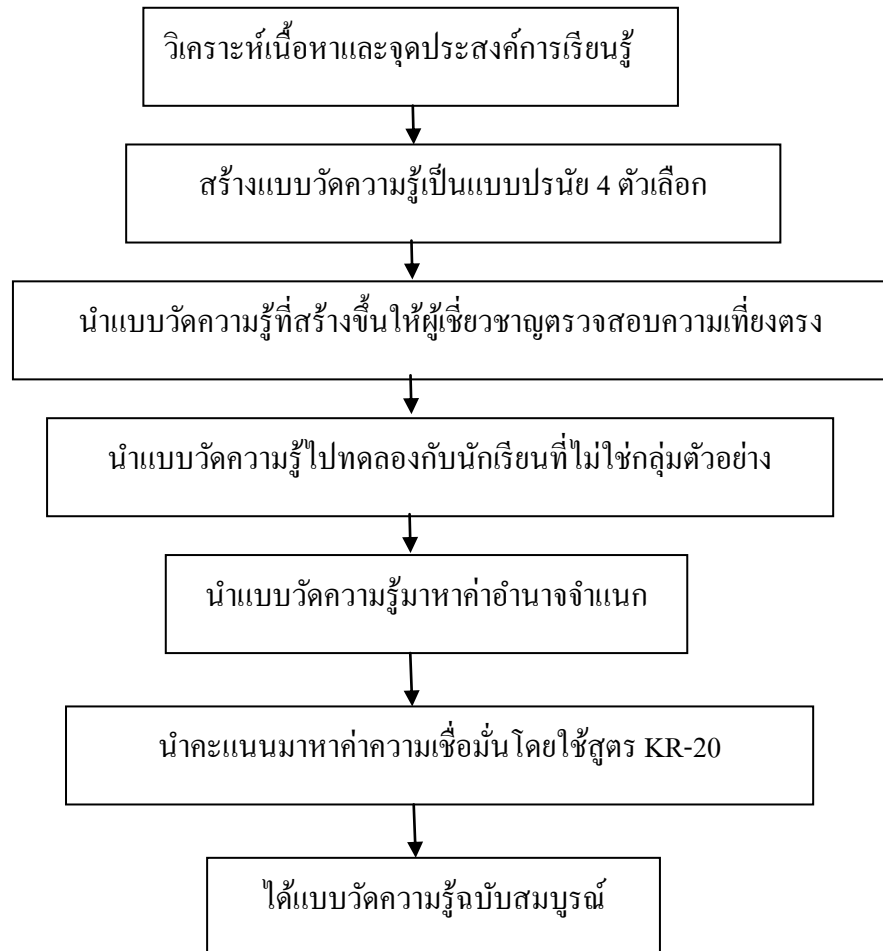 วิเคราะห์เนื้อหาและจุดประสงค์การเรียนรู้
สร้างแบบวัดความรู้เป็นแบบปรนัย 4 ตัวเลือก
นำแบบวัดความรู้ที่สร้างขึ้นให้ผู้เชี่ยวชาญตรวจสอบความเที่ยงตรง
นำแบบวัดความรู้ไปทดลองกับนักเรียนที่ไม่ใช่กลุ่มตัวอย่าง
นำแบบวัดความรู้มาหาค่าอำนาจจำแนก
นำคะแนนมาหาค่าความเชื่อมั่นโดยใช้สูตร KR-20
ได้แบบวัดความรู้ฉบับสมบูรณ์